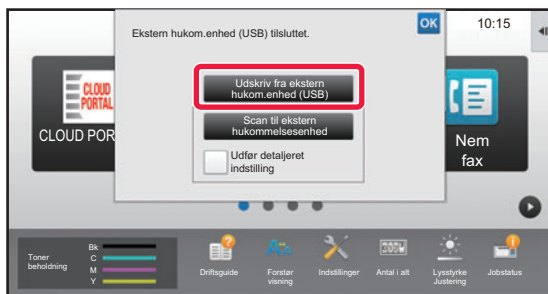 Ekstern hukom.enhed (USB) tilsluttet.
OK
10:15
Udskriv fra ekstern
hukom.enhed (USB)
Scan til ekstern
hukommelsesenhed
Udfør detaljeret
indstilling
CLOUD
PORTAL
CLOUD POR
Nem
fax
Toner
beholdning
Bk
C
M
Y
Driftsguide
Forstør
visning
Indstillinger
Antal i alt
Lysstyrke
Justering
Jobstatus